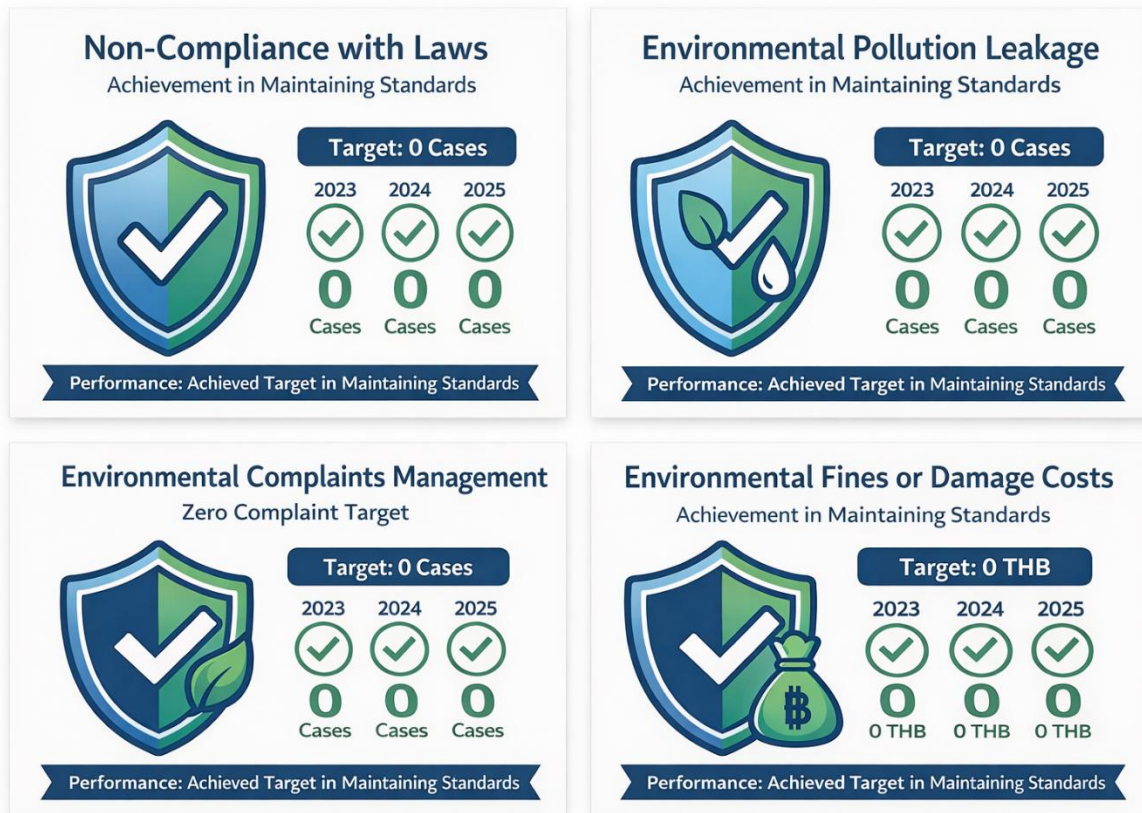 Non-Compliance with Laws
Achievement in Maintaining Standards
Target: 0 Cases
2023 2024 2025
0 0 0
Cases Cases Cases
Performance: Achieved Target in Maintaining Standards
Environmental Pollution Leakage
Achievement in Maintaining Standards
Target: 0 Cases
2023 2024 2025
0 0 0
Cases Cases Cases
Performance: Achieved Target in Maintaining Standards
Environmental Complaints Management
Zero Complaint Target
Target: 0 Cases
2023 2024 2025
0 0 0
Cases Cases Cases
Performance: Achieved Target in Maintaining Standards
Environmental Fines or Damage Costs
Achievement in Maintaining Standards
Target: 0 THB
2023 2024 2025
0 0 0
0 THB 0 THB 0 THB
฿
Performance: Achieved Target in Maintaining Standards